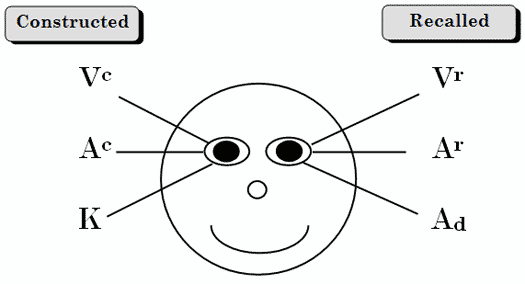 Constructed Recalled
Vc Vr
Ac Ar
K Ad